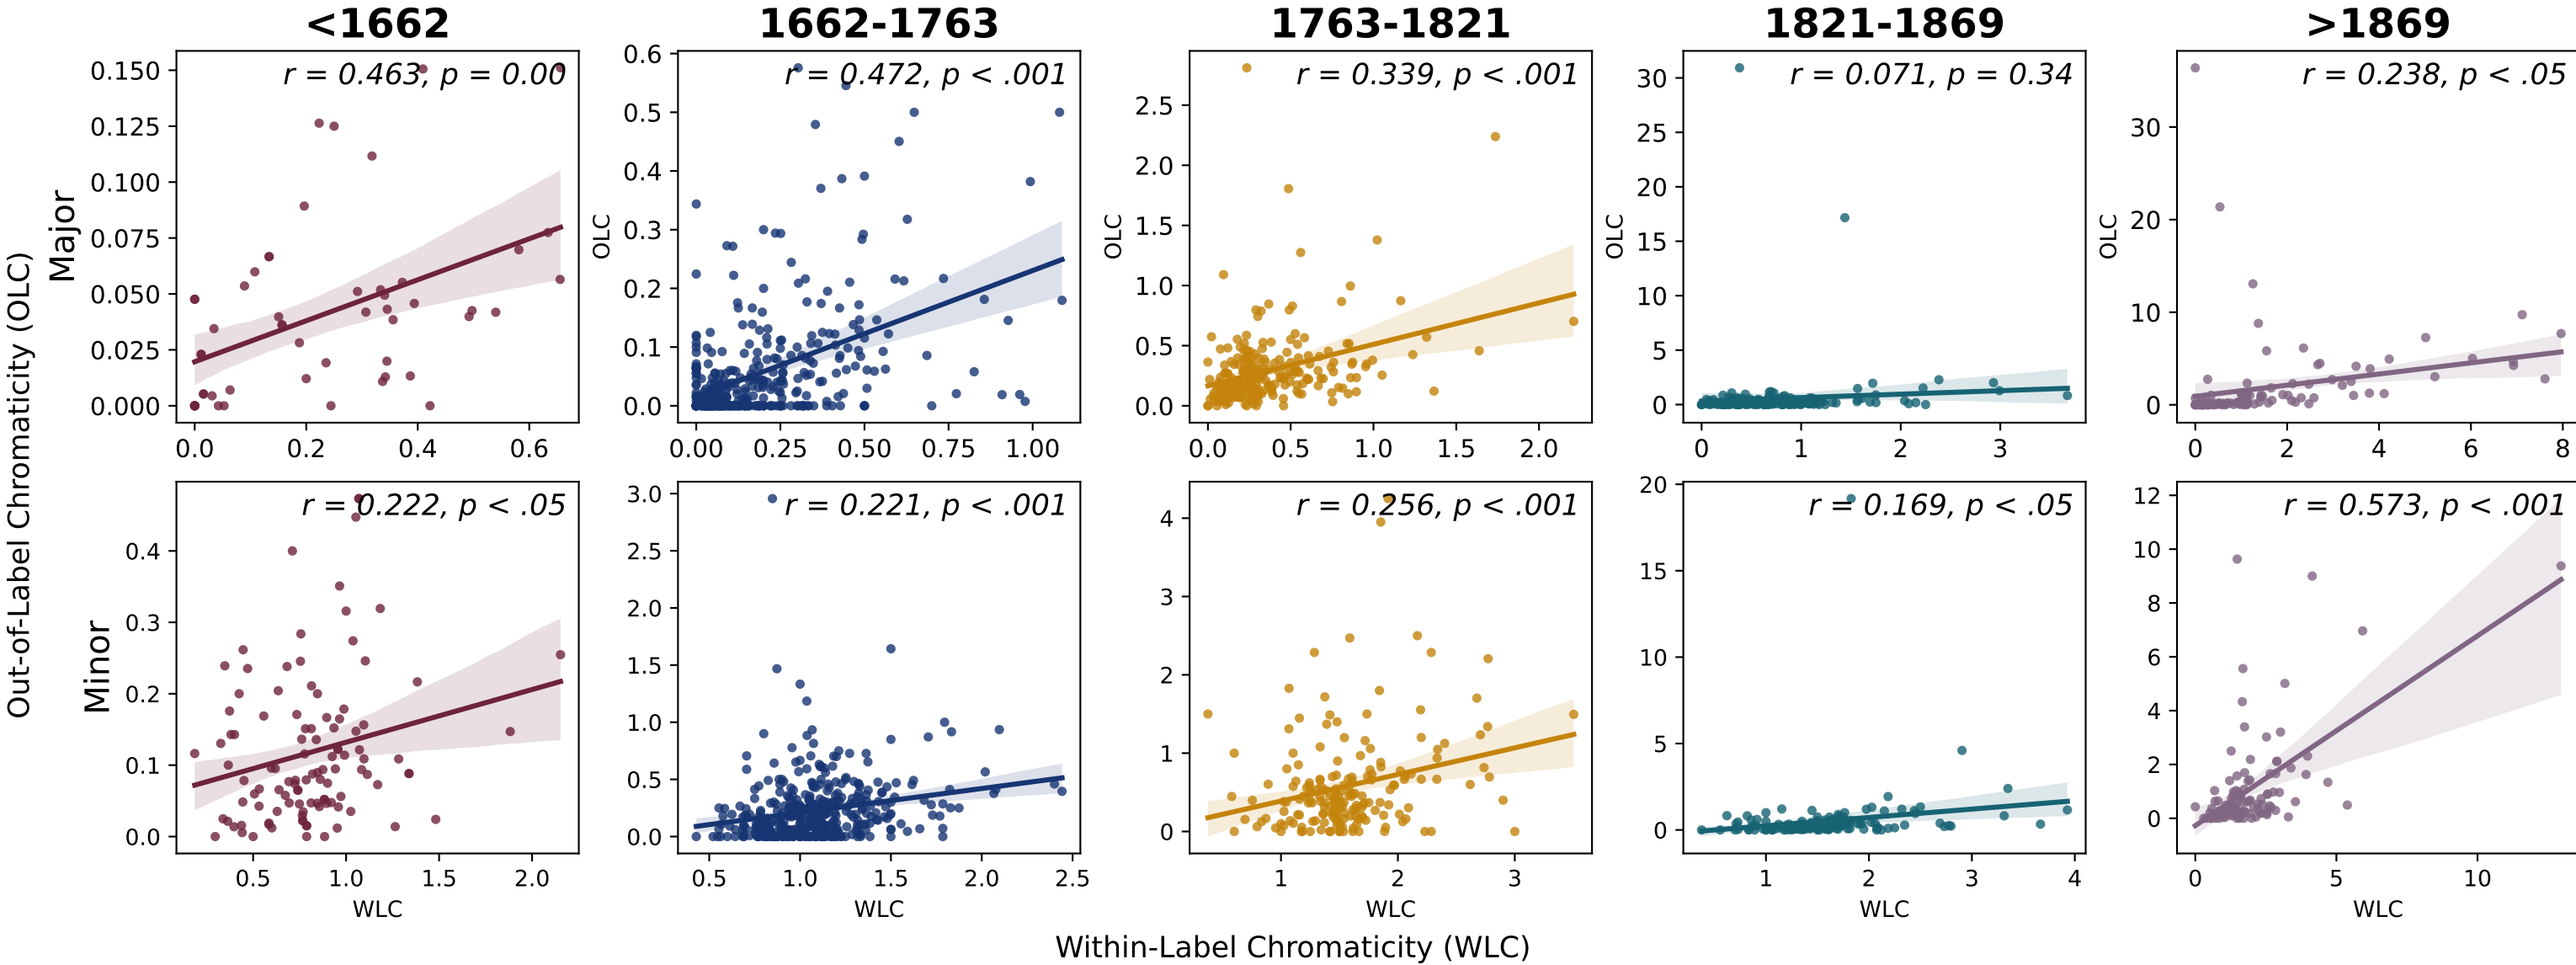 <1662 1662-1763 1763-1821 1821-1869 >1869
Out-of-Label Chromaticity (OLC)
Major
r = 0.463, p = 0.00
0.150
0.125
0.100
0.075
0.050
0.025
0.000
0.0 0.2 0.4 0.6
OLC
r = 0.472, p < .001
0.6
0.5
0.4
0.3
0.2
0.1
0.0
0.00 0.25 0.50 0.75 1.00
OLC
r = 0.339, p < .001
2.5
2.0
1.5
1.0
0.5
0.0
0.0 0.5 1.0 1.5 2.0
OLC
r = 0.071, p = 0.34
30
25
20
15
10
5
0
0 1 2 3
OLC
r = 0.238, p < .05
30
20
10
0
0 2 4 6 8
Minor
r = 0.222, p < .05
0.4
0.3
0.2
0.1
0.0
0.5 1.0 1.5 2.0
WLC
r = 0.221, p < .001
3.0
2.5
2.0
1.5
1.0
0.5
0.0
0.5 1.0 1.5 2.0 2.5
WLC
r = 0.256, p < .001
4
3
2
1
0
1 2 3
WLC
r = 0.169, p < .05
20
15
10
5
0
1 2 3 4
WLC
r = 0.573, p < .001
12
10
8
6
4
2
0
0 5 10
WLC
Within-Label Chromaticity (WLC)